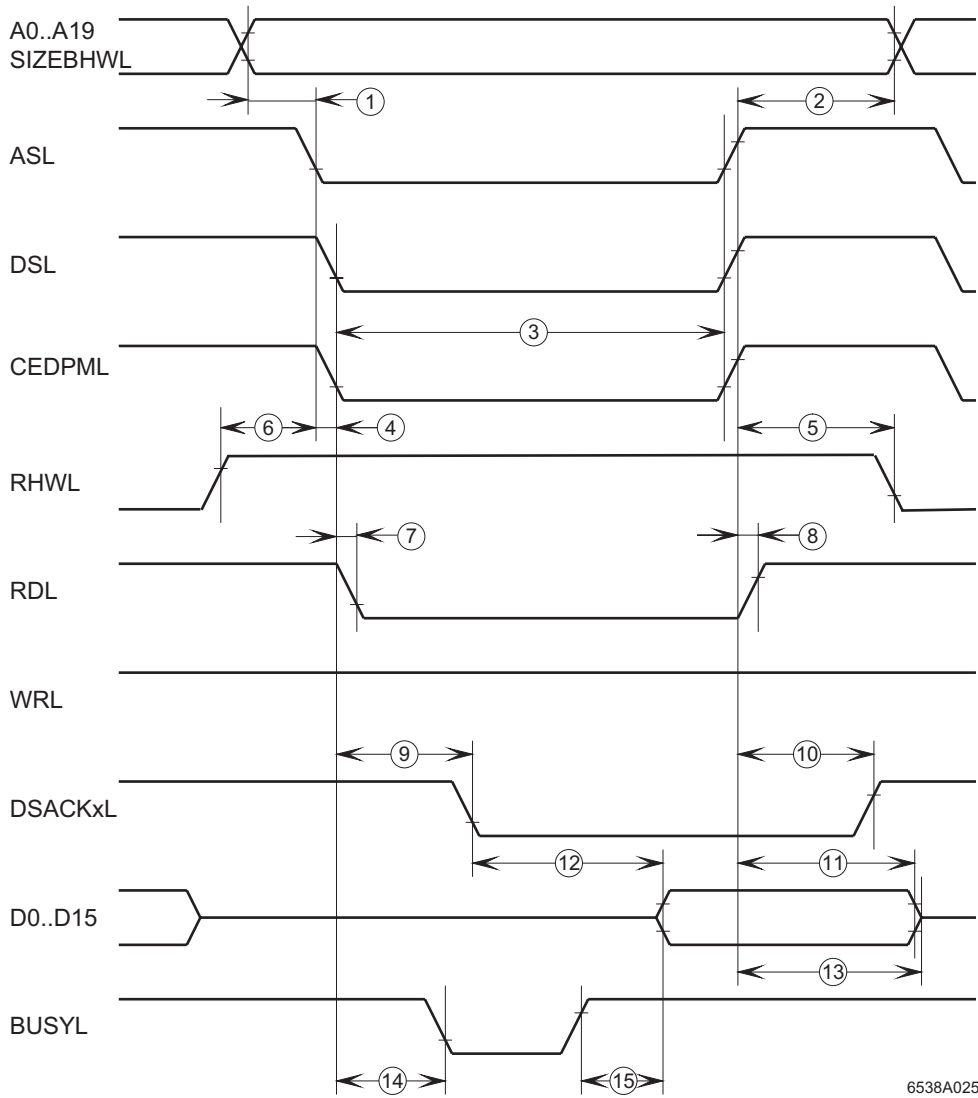 A0..A19
SIZEBHWL
1
2
ASL
DSL
3
CEDPML
6
4
5
RHWL
7
8
RDL
WRL
9
10
DSACKxL
12
11
D0..D15
13
BUSYL
14
15
6538A025